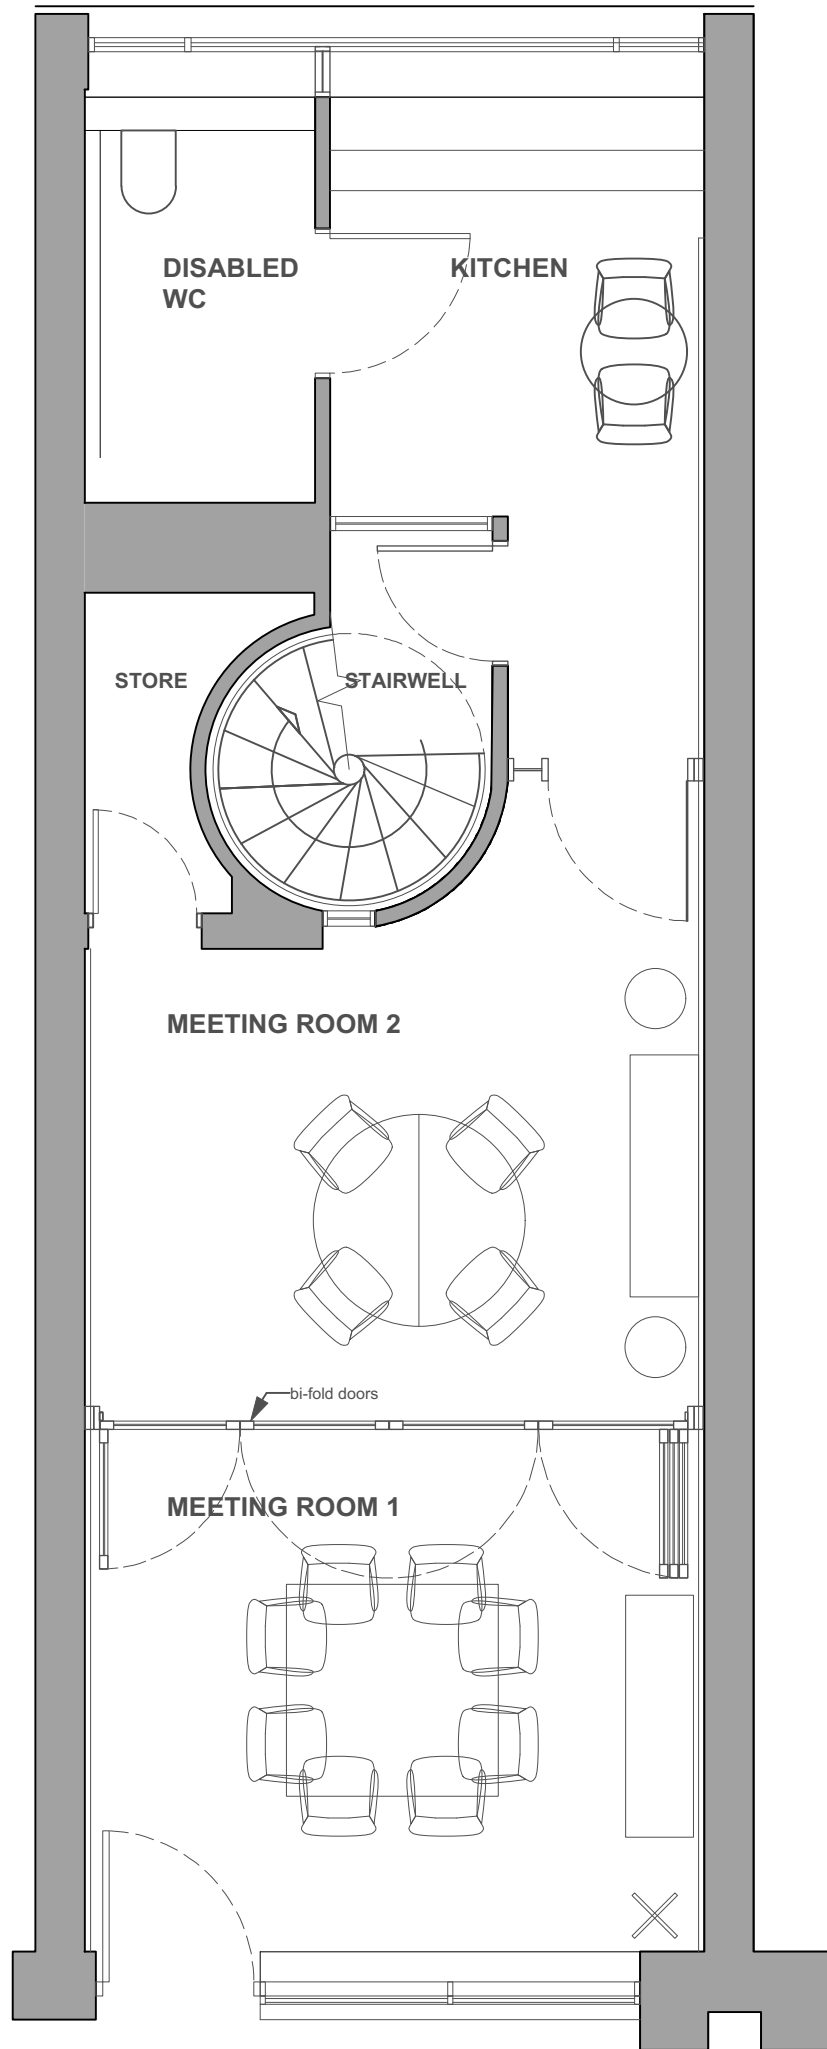 DISABLED
WC
KITCHEN
STORE
STAIRWELL
MEETING ROOM 2
bi-fold doors
MEETING ROOM 1